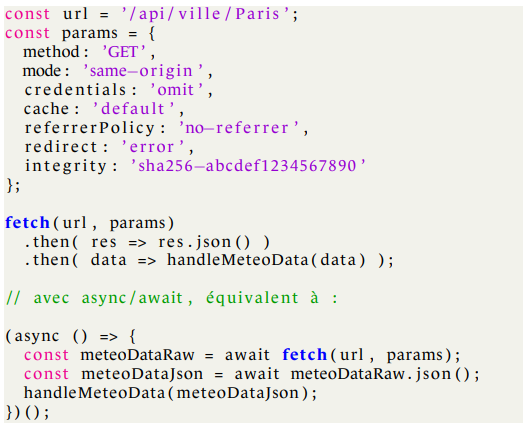 const url = '/api/ville/Paris';
const params = {
  method: 'GET',
  mode: 'same-origin',
  credentials: 'omit',
  cache: 'default',
  referrerPolicy: 'no-referrer',
  redirect: 'error',
  integrity: 'sha256-abcdef1234567890'
};

fetch(url, params)
  .then( res => res.json() )
  .then( data => handleMeteoData(data) );

// avec async/await, équivalent à :

(async () => {
  const meteoDataRaw = await fetch(url, params);
  const meteoDataJson = await meteoDataRaw.json();
  handleMeteoData(meteoDataJson);
})();